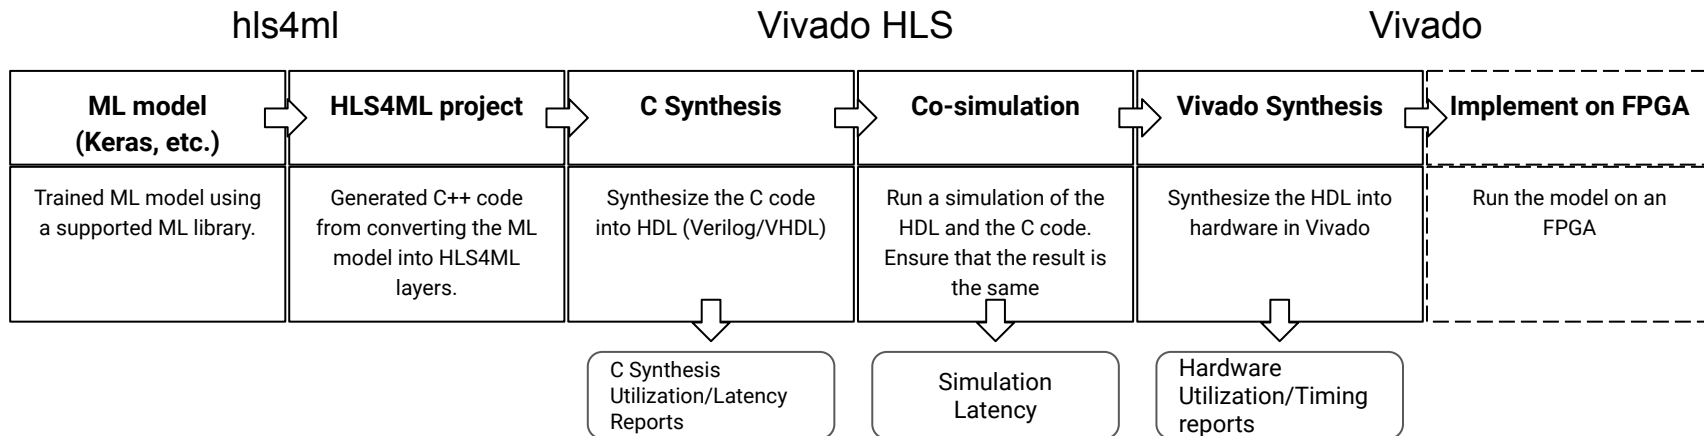 hls4ml
Vivado HLS
Vivado
ML model
(Keras, etc.)
HLS4ML project
C Synthesis
Co-simulation
Vivado Synthesis
Implement on FPGA
Trained ML model using
a supported ML library.
Generated C++ code
from converting the ML
model into HLS4ML
layers.
Synthesize the C code
into HDL (Verilog/VHDL)
Run a simulation of the
HDL and the C code.
Ensure that the result is
the same
Synthesize the HDL into
hardware in Vivado
Run the model on an
FPGA
C Synthesis
Utilization/Latency
Reports
Simulation
Latency
Hardware
Utilization/Timing
reports